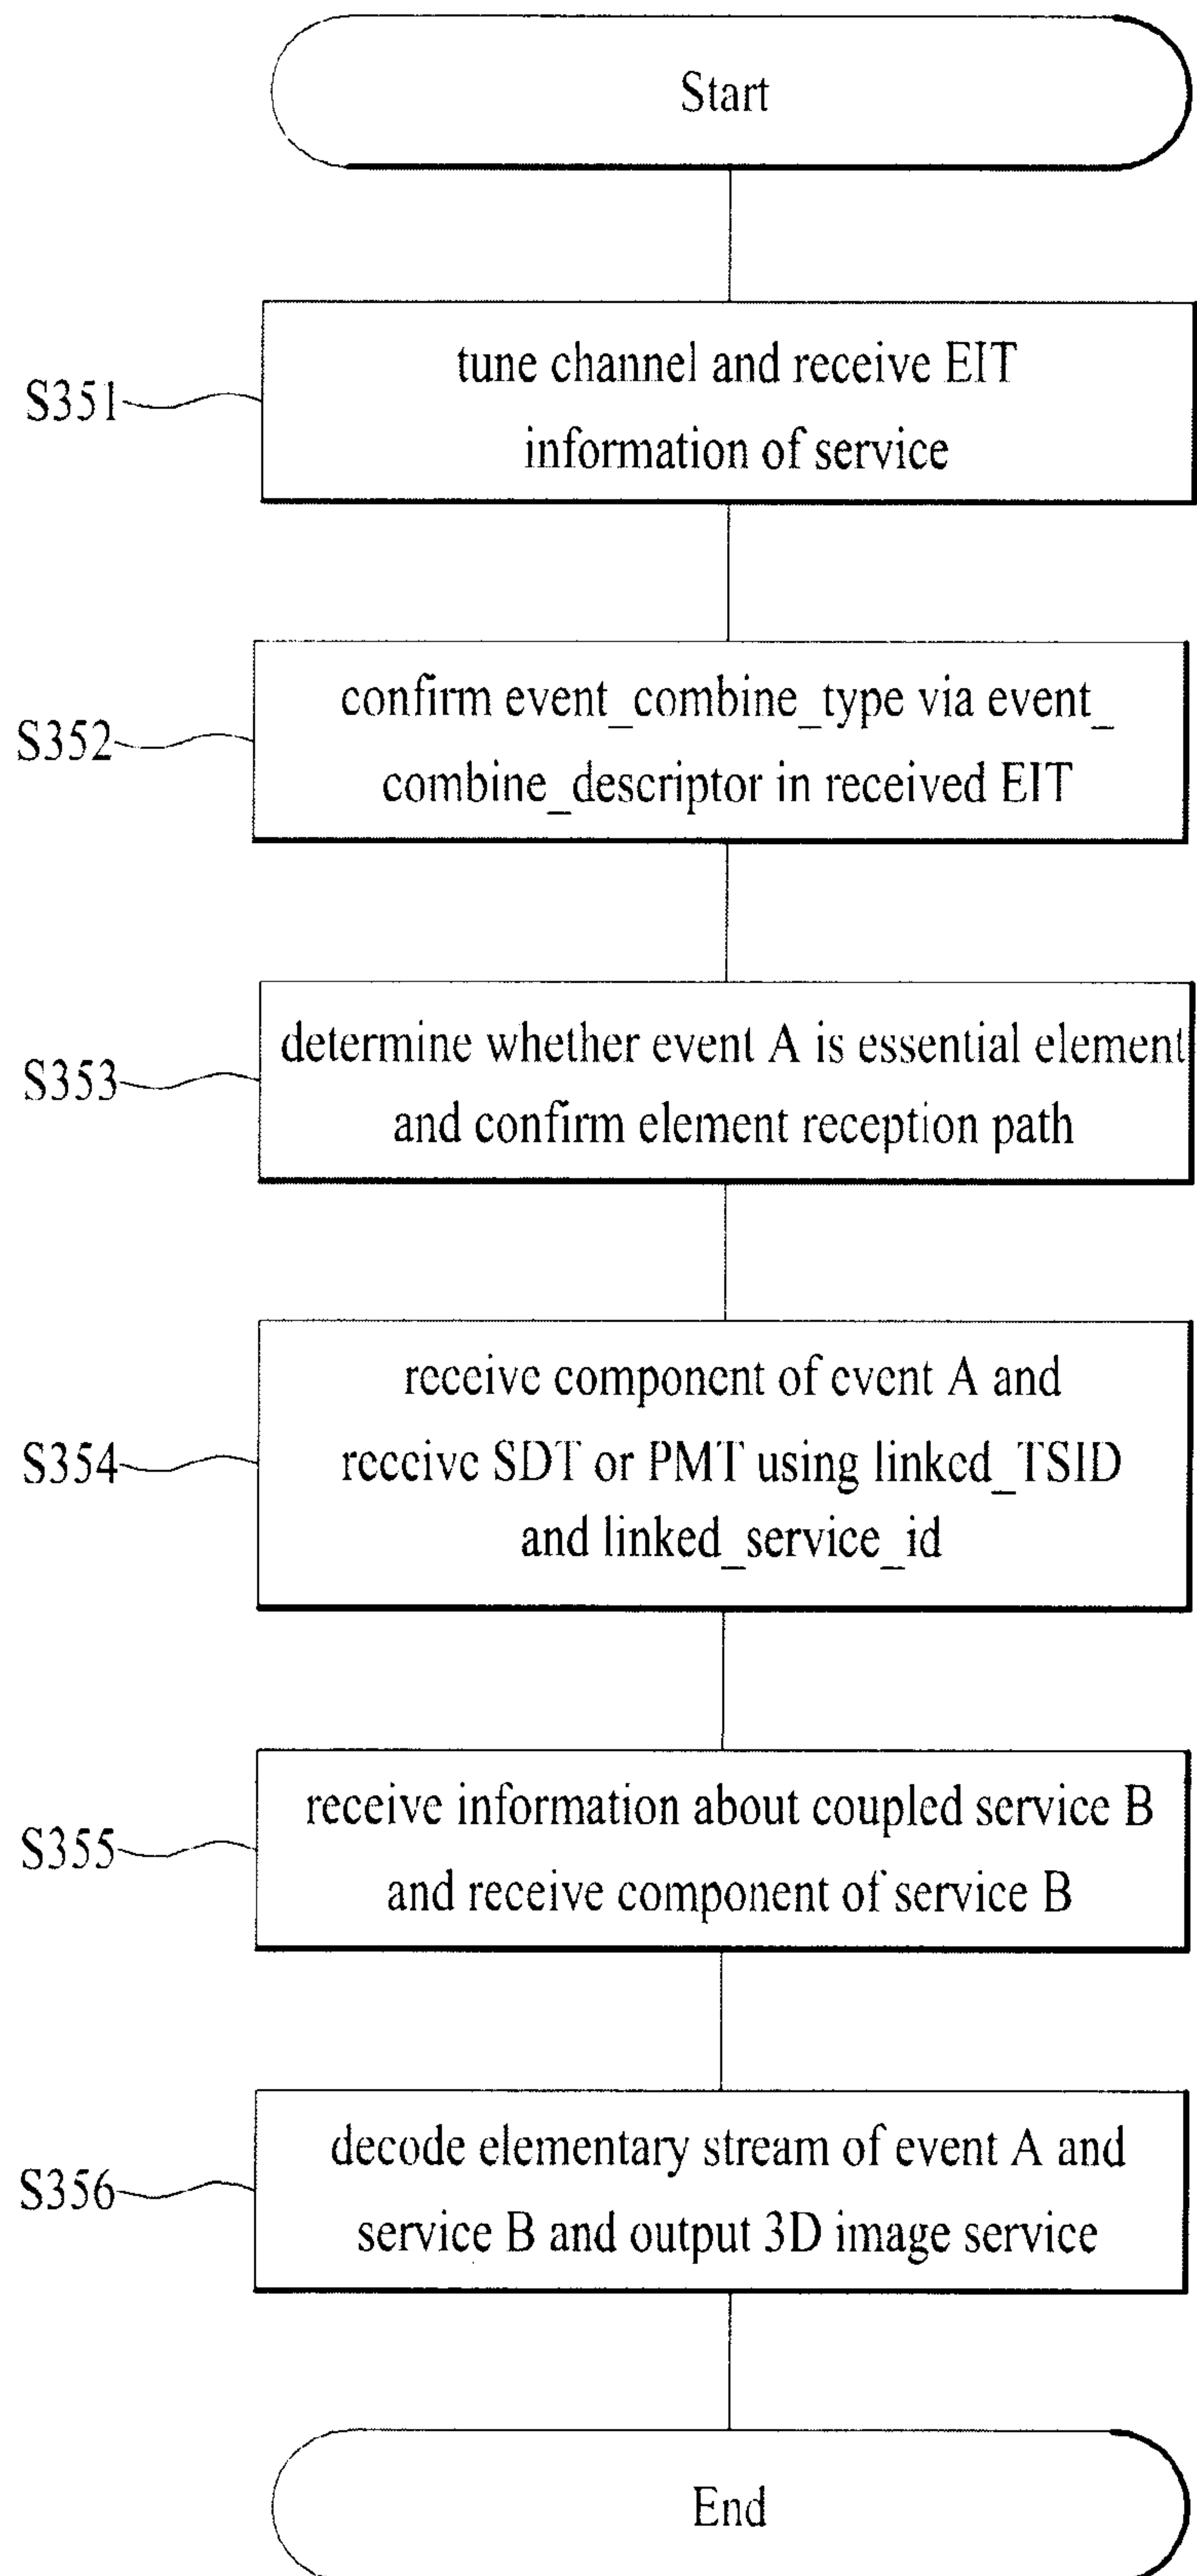 Start
tune channel and receive EIT
information of service
S351
confirm event_combine_type via event_
combine_descriptor in received EIT
S352
determine whether event A is essential element
and confirm element reception path
S353
receive component of event A and
receive SDT or PMT using linked_TSID
and linked_service_id
S354
receive information about coupled service B
and receive component of service B
S355
decode elementary stream of event A and
service B and output 3D image service
S356
End